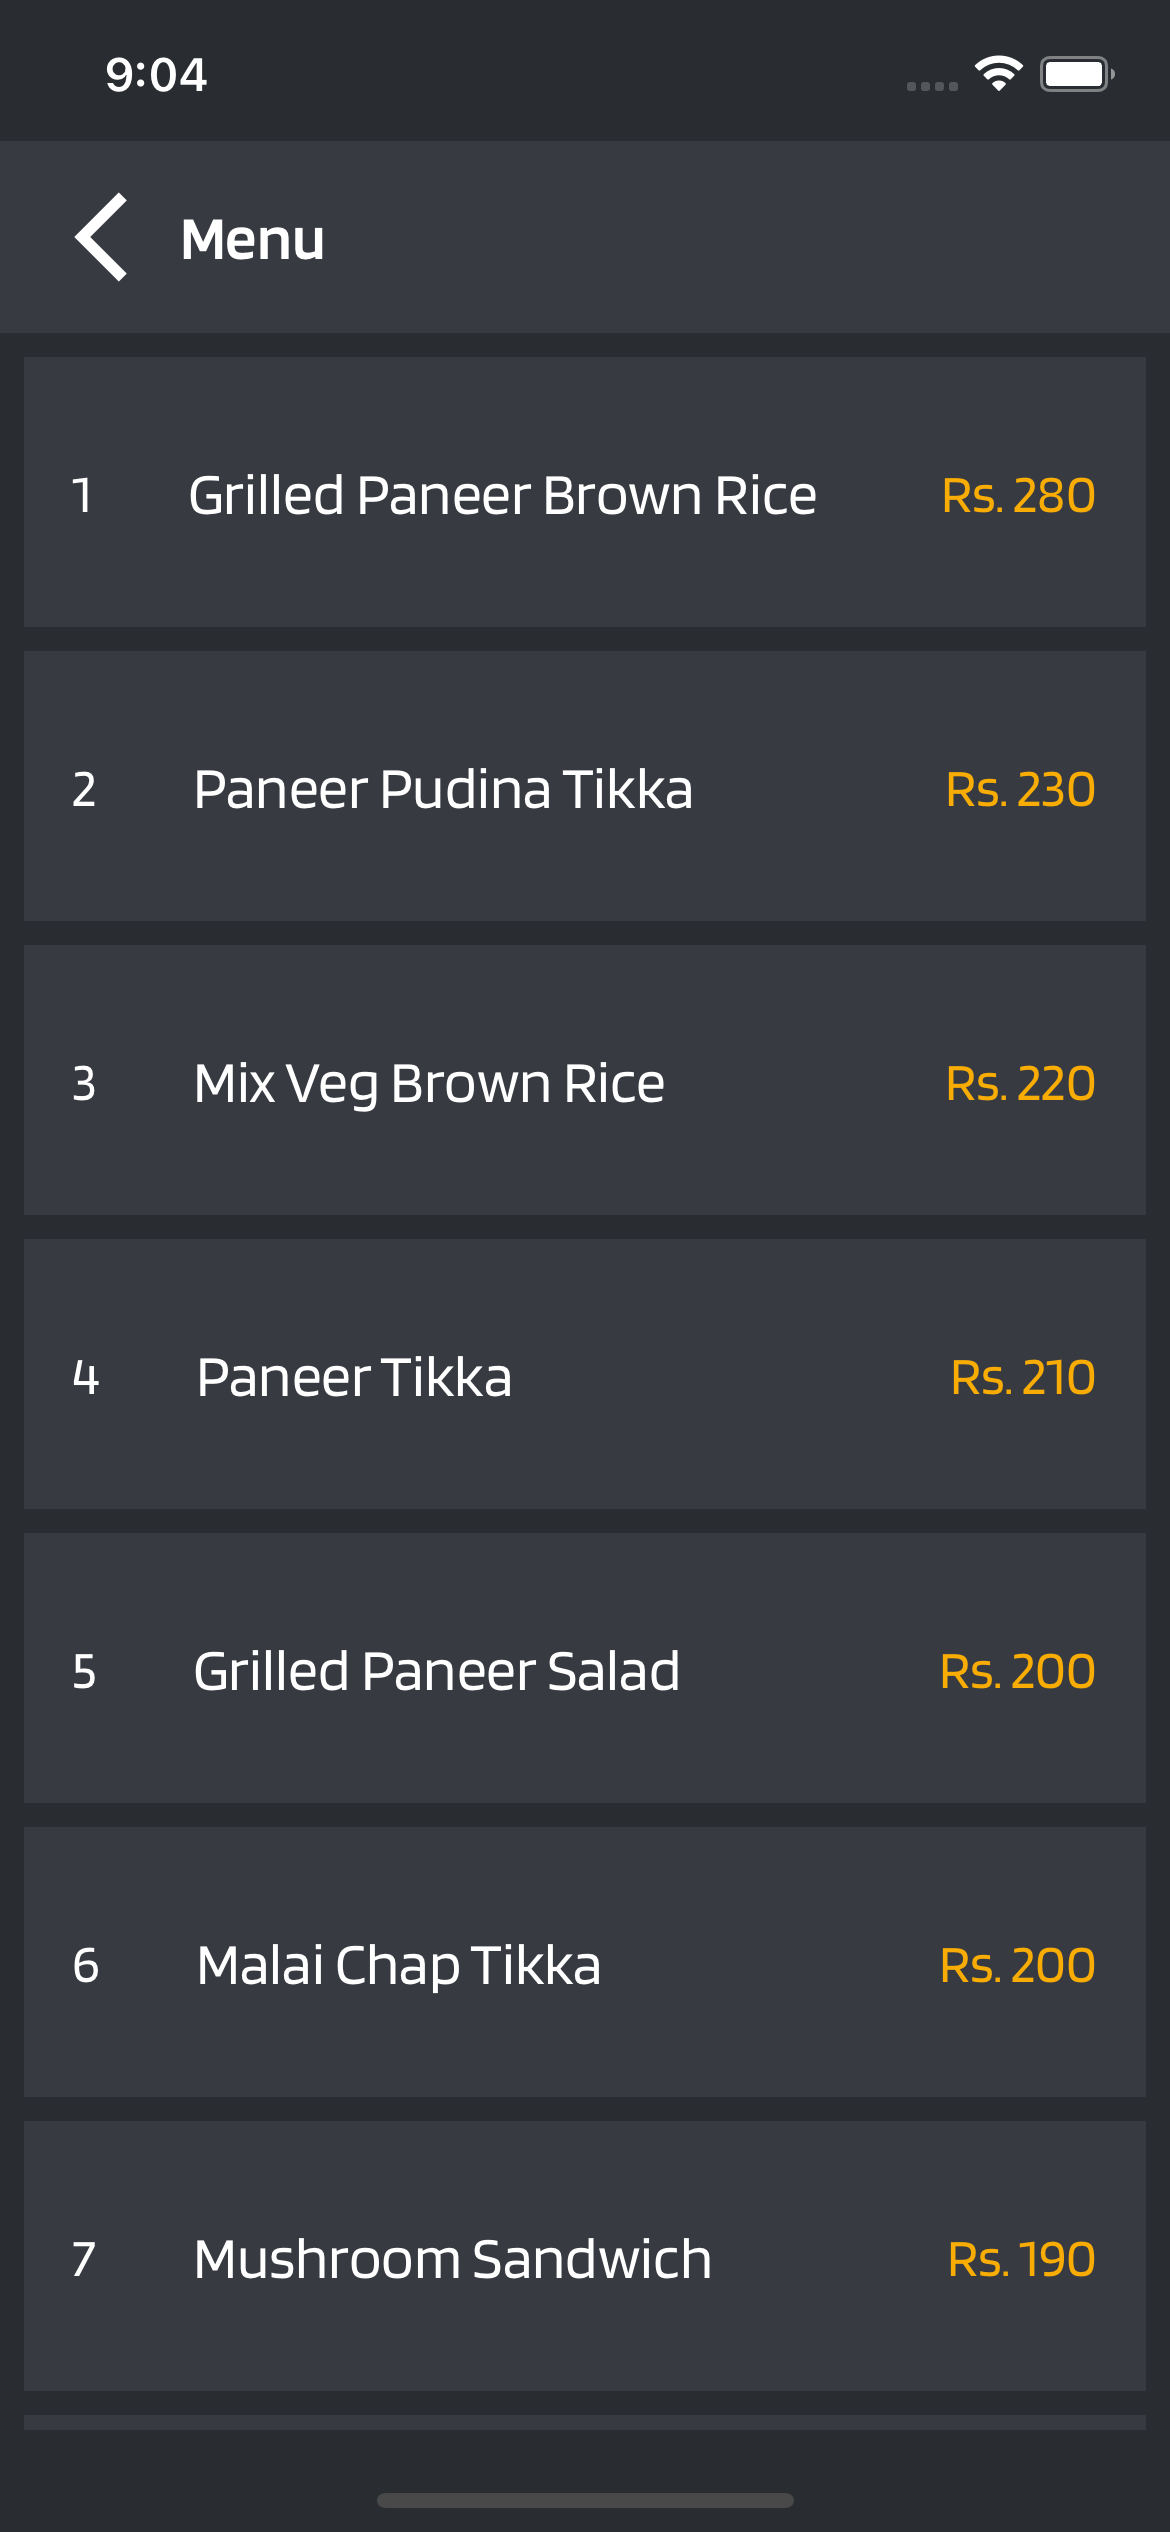 9:04
Menu
1 Grilled Paneer Brown Rice Rs. 280
2 Paneer Pudina Tikka Rs. 230
3 Mix Veg Brown Rice Rs. 220
4 Paneer Tikka Rs. 210
5 Grilled Paneer Salad Rs. 200
6 Malai Chap Tikka Rs. 200
7 Mushroom Sandwich Rs. 190